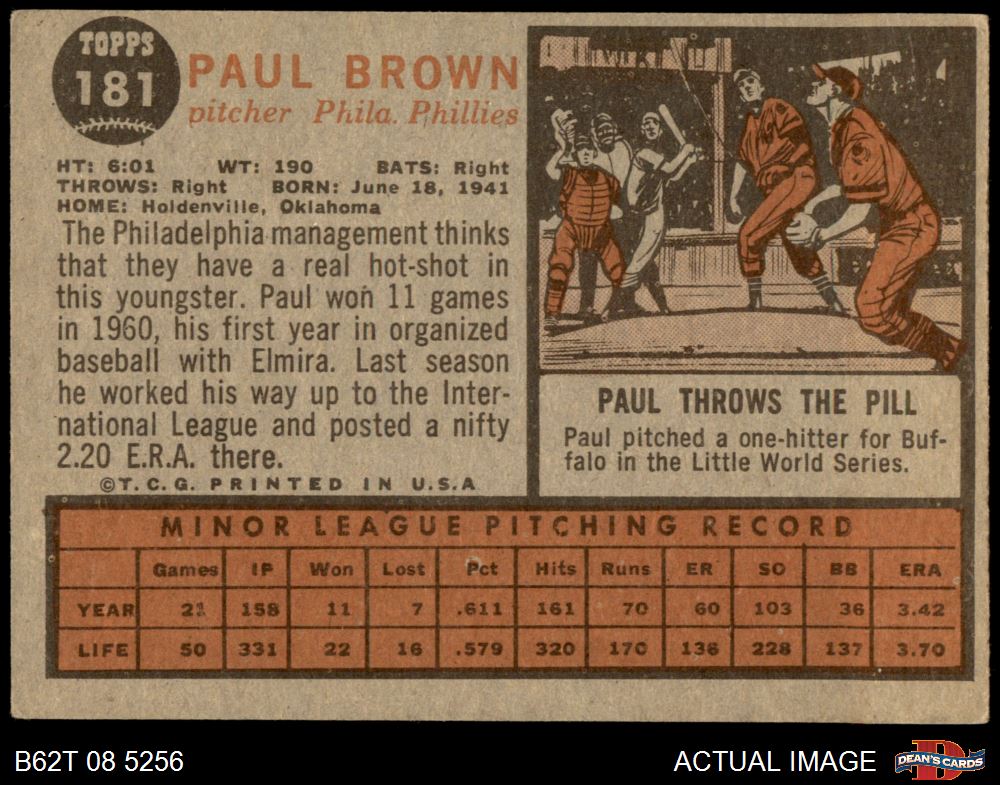 TOPPS
181
PAUL BROWN
pitcher Phila. Phillies
HT: 6:01 WT: 190 BATS: Right
THROWS: Right BORN: June 18, 1941
HOME: Holdenville, Oklahoma
The Philadelphia management thinks
that they have a real hot-shot in
this youngster. Paul won 11 games
in 1960, his first year in organized
baseball with Elmira. Last season
he worked his way up to the Inter-
national League and posted a nifty
2.20 E.R.A. there.
©T.C.G. PRINTED IN U.S.A
PAUL THROWS THE PILL
Paul pitched a one-hitter for Buf-
falo in the Little World Series.
MINOR LEAGUE PITCHING RECORD
Games IP Won Lost Pct Hits Runs ER SO BB ERA
YEAR 158 11 7 .611 161 70 60 103 36 3.42
LIFE 50 331 22 16 .579 320 170 136 228 137 3.70
B62T 08 5256
ACTUAL IMAGE
DEAN'S CARDS